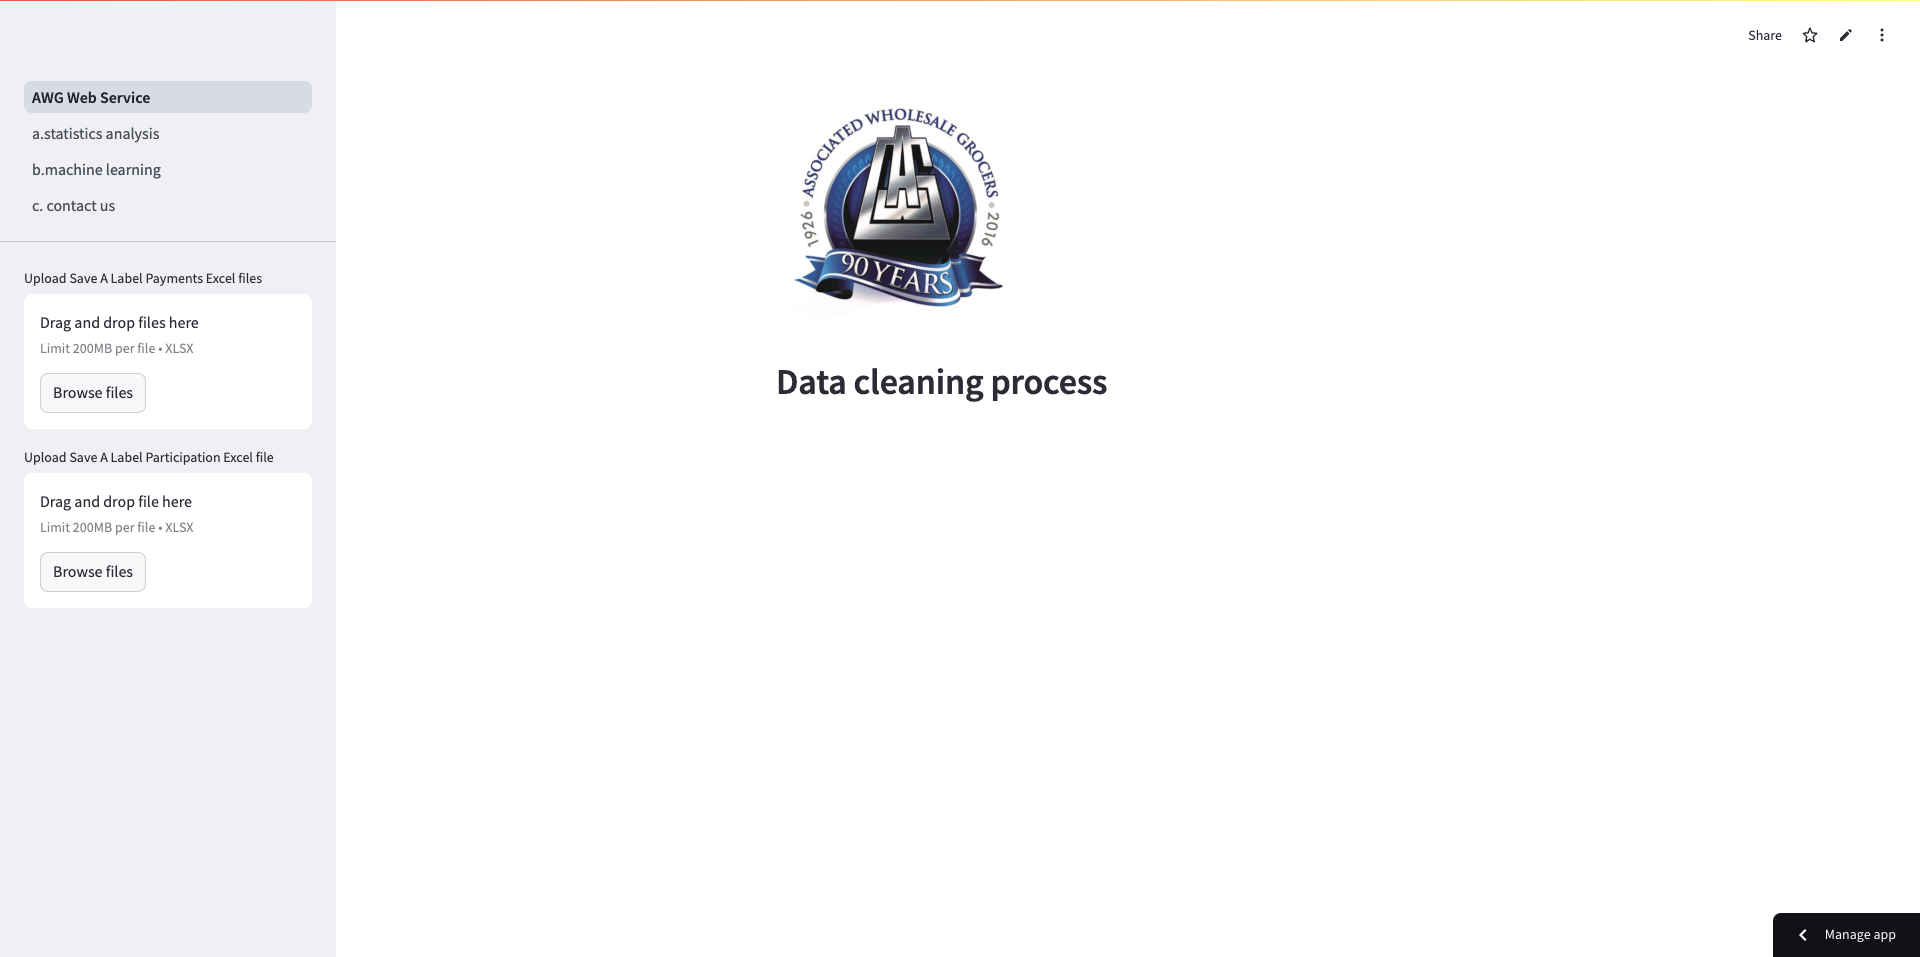 Share
AWG Web Service
a.statistics analysis
b.machine learning
c. contact us
Upload Save A Label Payments Excel files
Drag and drop files here
Limit 200MB per file • XLSX
Browse files
Upload Save A Label Participation Excel file
Drag and drop file here
Limit 200MB per file • XLSX
Browse files
1926 • ASSOCIATED WHOLESALE GROCERS • 2016
AWG
90 YEARS
Data cleaning process
Manage app